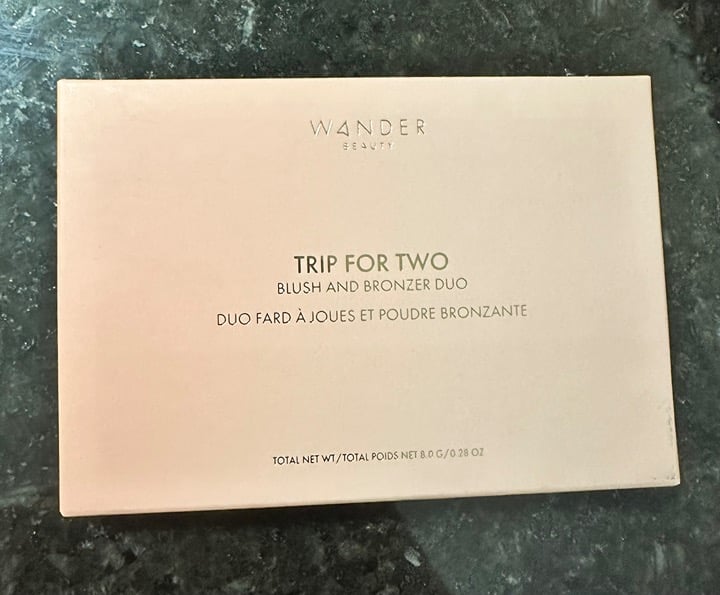 WANDER
BEAUTY
TRIP FOR TWO
BLUSH AND BRONZER DUO
DUO FARD À JOUES ET POUDRE BRONZANTE
TOTAL NET WT/TOTAL POIDS NET 8.0 G/0.28 OZ